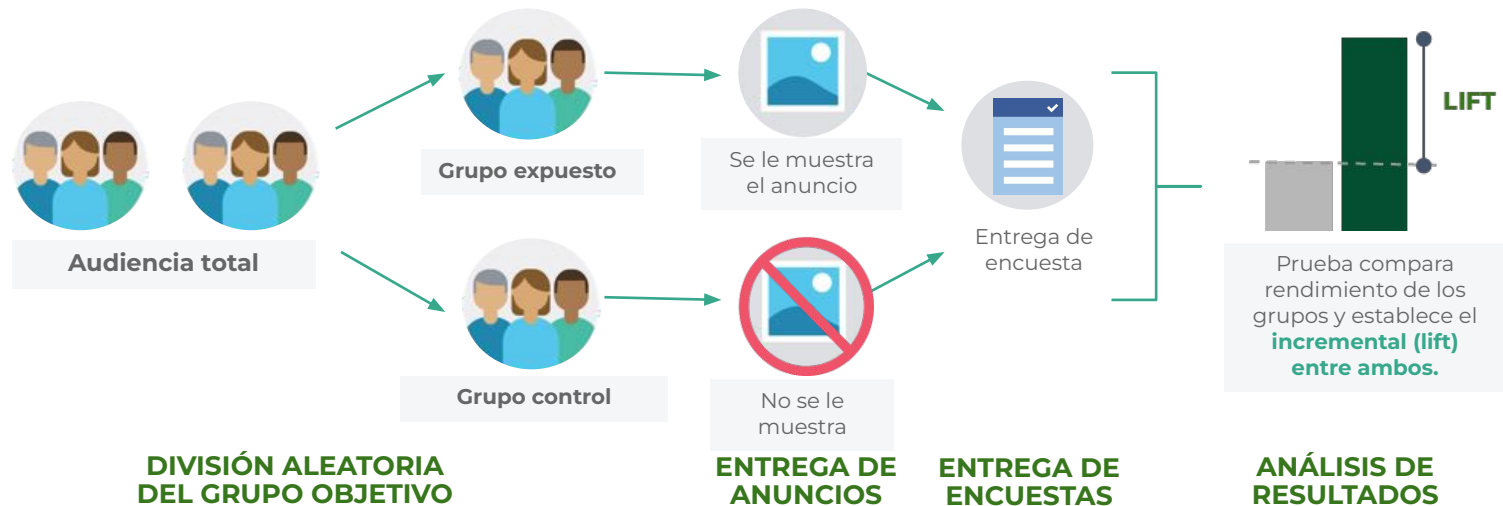 Audiencia total
Grupo expuesto
Grupo control
Se le muestra
el anuncio
No se le
muestra
Entrega de
encuesta
LIFT
Prueba compara
rendimiento de los
grupos y establece el
incremental (lift)
entre ambos.
DIVISIÓN ALEATORIA
DEL GRUPO OBJETIVO
ENTREGA DE
ANUNCIOS
ENTREGA DE
ENCUESTAS
ANÁLISIS DE
RESULTADOS